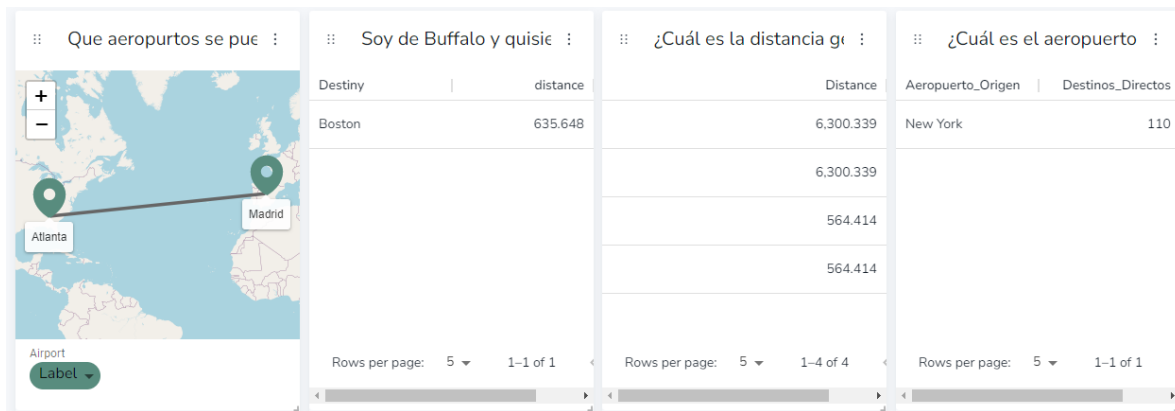 Que aeropurtos se pue
+
−
Atlanta
Madrid
Airport
Label
Soy de Buffalo y quisie
Destiny distance
Boston 635.648
Rows per page: 5 1–1 of 1
¿Cuál es la distancia ge
Distance
6,300.339
6,300.339
564.414
564.414
Rows per page: 5 1–4 of 4
¿Cuál es el aeropuerto
Aeropuerto_Origen Destinos_Directos
New York 110
Rows per page: 5 1–1 of 1